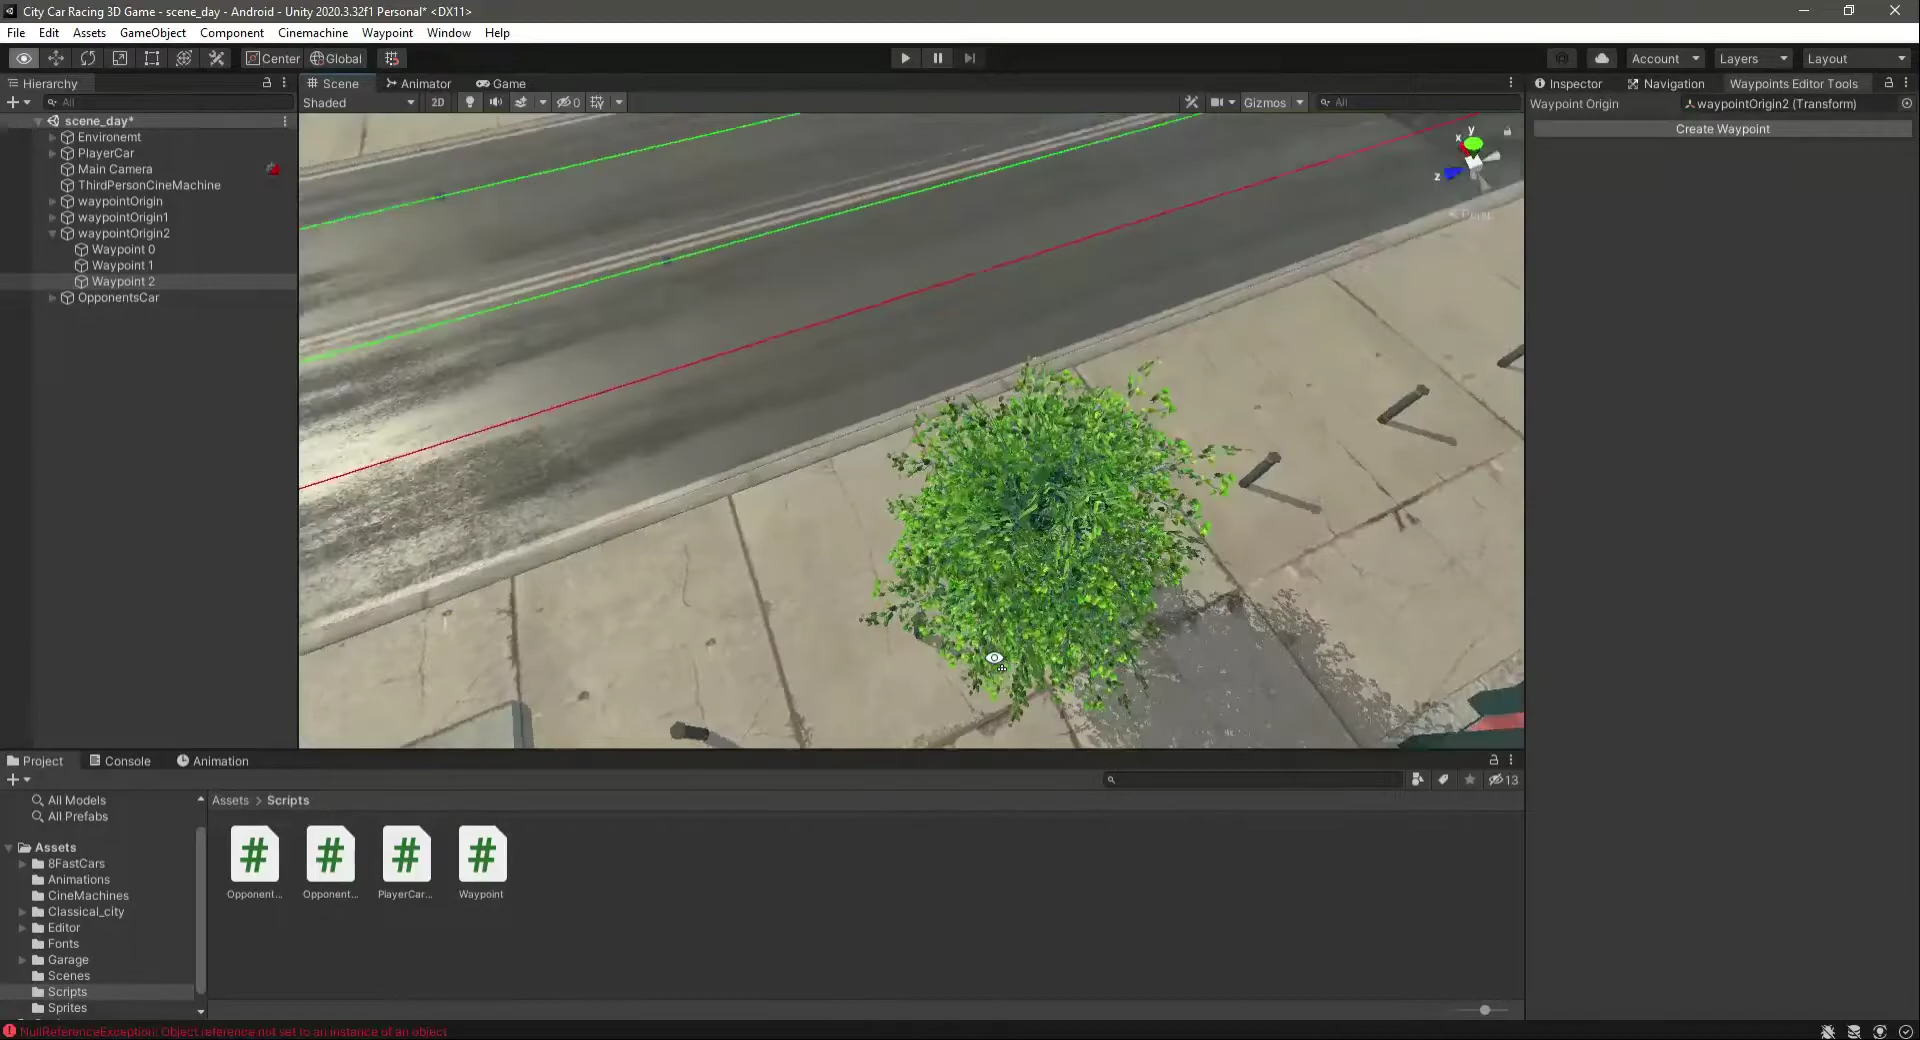 City Car Racing 3D Game - scene_day - Android - Unity 2020.3.32f1 Personal* <DX11>
File Edit Assets GameObject Component Cinemachine Waypoint Window Help
Center Global Account Layers Layout
Hierarchy Scene Animator Game Inspector Navigation Waypoints Editor Tools
All Shaded 2D 0 Gizmos All Waypoint Origin waypointOrigin2 (Transform)
Create Waypoint
scene_day*
Environemt
PlayerCar
Main Camera
ThirdPersonCineMachine
waypointOrigin
waypointOrigin1
waypointOrigin2
Waypoint 0
Waypoint 1
Waypoint 2
OpponentsCar
y
x
z
< Persp
Project Console Animation
13
All Models
All Prefabs
Assets
8FastCars
Animations
CineMachines
Classical_city
Editor
Fonts
Garage
Scenes
Scripts
Sprites
Assets > Scripts
Opponent... Opponent... PlayerCar... Waypoint
NullReferenceException: Object reference not set to an instance of an object